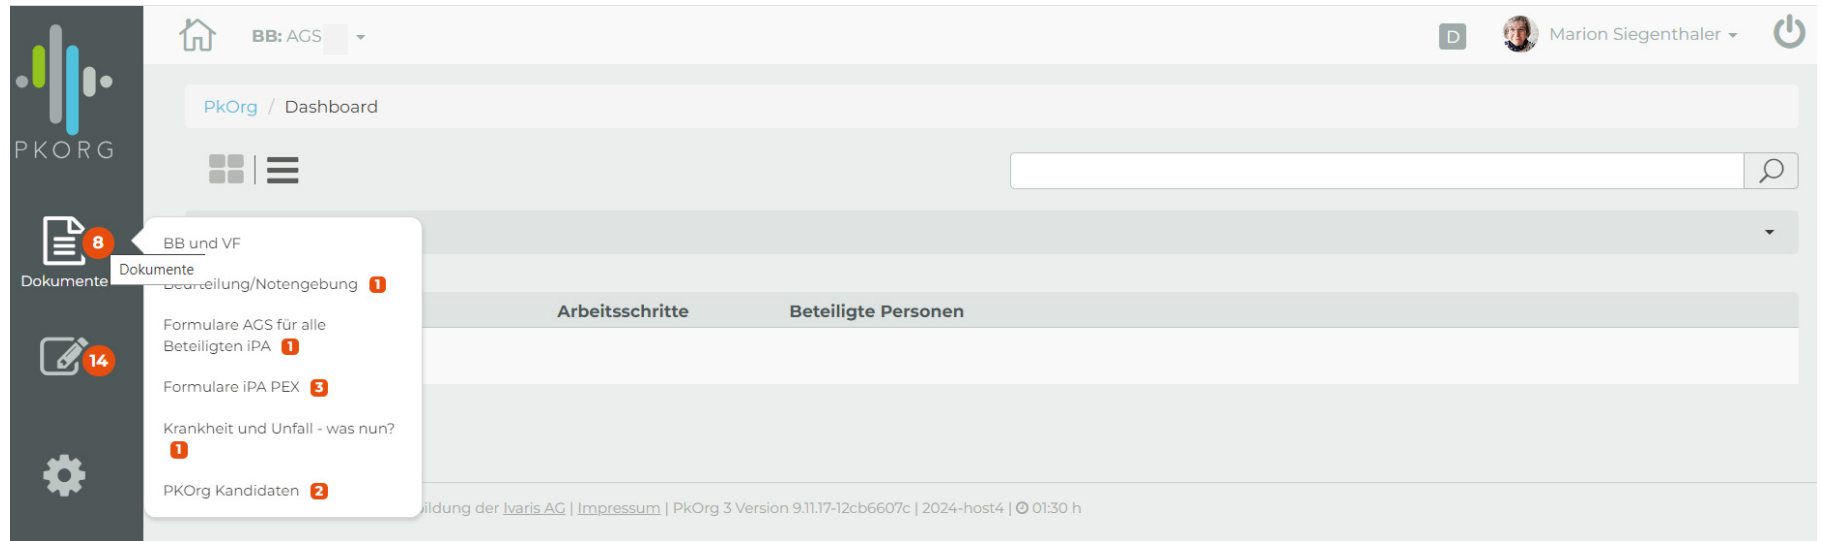 BB: AGS
D
Marion Siegenthaler
PKORG
PkOrg / Dashboard
8
Dokumente
Dokumente
BB und VF
Beurteilung/Notengebung 1
Formulare AGS für alle
Beteiligten iPA 1
Formulare iPA PEX 3
Krankheit und Unfall - was nun?
1
PKOrg Kandidaten 2
Arbeitsschritte
Beteiligte Personen
14
bildung der Ivaris AG | Impressum | PkOrg 3 Version 9.11.17-12cb6607c | 2024-host4 | 01:30 h